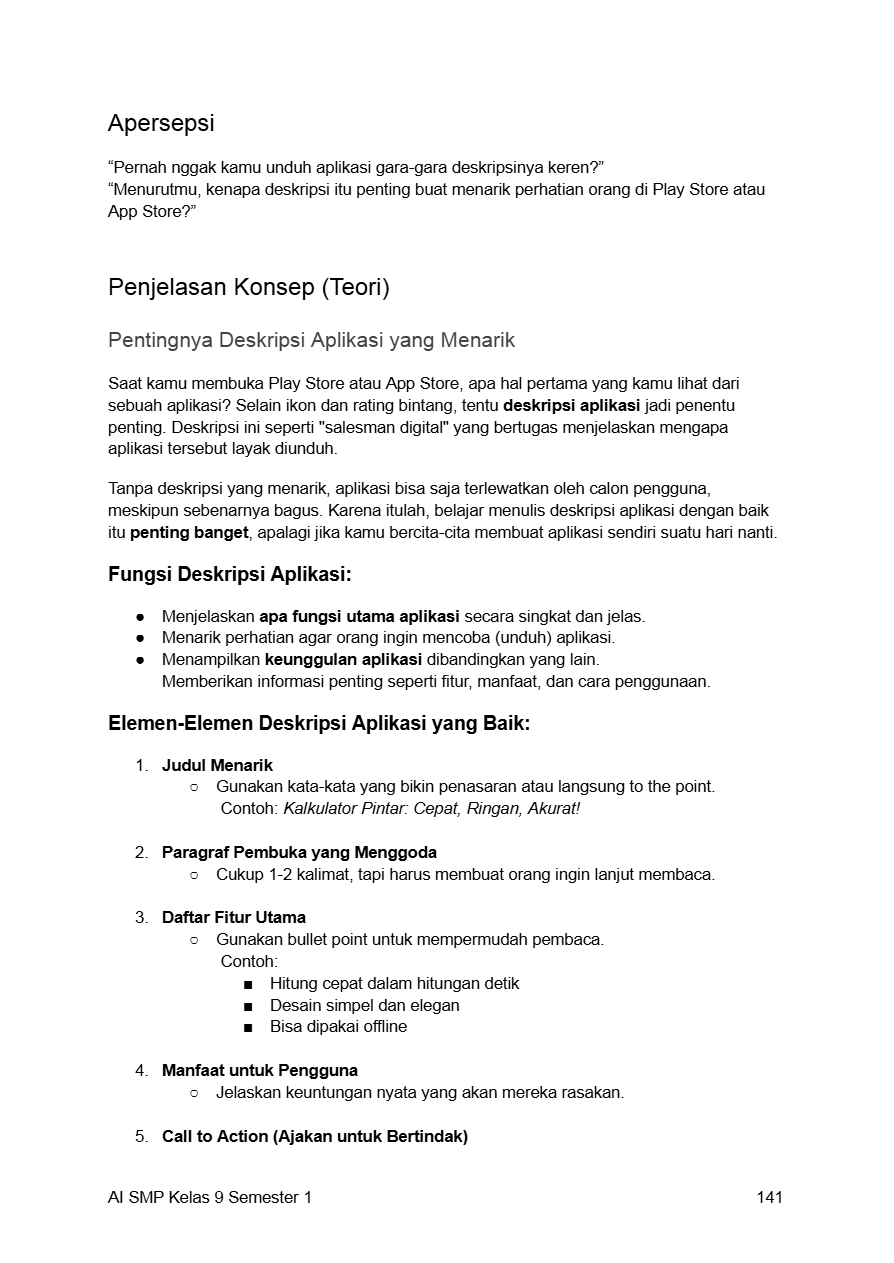 Apersepsi
“Pernah nggak kamu unduh aplikasi gara-gara deskripsinya keren?”
“Menurutmu, kenapa deskripsi itu penting buat menarik perhatian orang di Play Store atau
App Store?”
Penjelasan Konsep (Teori)
Pentingnya Deskripsi Aplikasi yang Menarik
Saat kamu membuka Play Store atau App Store, apa hal pertama yang kamu lihat dari
sebuah aplikasi? Selain ikon dan rating bintang, tentu deskripsi aplikasi jadi penentu
penting. Deskripsi ini seperti "salesman digital" yang bertugas menjelaskan mengapa
aplikasi tersebut layak diunduh.
Tanpa deskripsi yang menarik, aplikasi bisa saja terlewatkan oleh calon pengguna,
meskipun sebenarnya bagus. Karena itulah, belajar menulis deskripsi aplikasi dengan baik
itu penting banget, apalagi jika kamu bercita-cita membuat aplikasi sendiri suatu hari nanti.
Fungsi Deskripsi Aplikasi:
● Menjelaskan apa fungsi utama aplikasi secara singkat dan jelas.
● Menarik perhatian agar orang ingin mencoba (unduh) aplikasi.
● Menampilkan keunggulan aplikasi dibandingkan yang lain.
Memberikan informasi penting seperti fitur, manfaat, dan cara penggunaan.
Elemen-Elemen Deskripsi Aplikasi yang Baik:
1. Judul Menarik
○ Gunakan kata-kata yang bikin penasaran atau langsung to the point.
Contoh: Kalkulator Pintar: Cepat, Ringan, Akurat!
2. Paragraf Pembuka yang Menggoda
○ Cukup 1-2 kalimat, tapi harus membuat orang ingin lanjut membaca.
3. Daftar Fitur Utama
○ Gunakan bullet point untuk mempermudah pembaca.
Contoh:
■ Hitung cepat dalam hitungan detik
■ Desain simpel dan elegan
■ Bisa dipakai offline
4. Manfaat untuk Pengguna
○ Jelaskan keuntungan nyata yang akan mereka rasakan.
5. Call to Action (Ajakan untuk Bertindak)
AI SMP Kelas 9 Semester 1 141